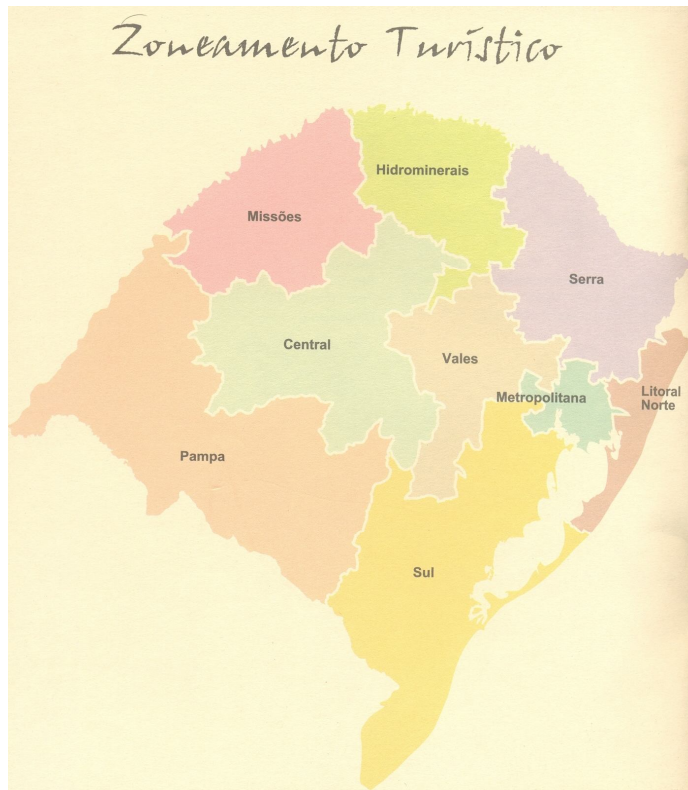 Zoneamento Turístico
Hidrominerais
Missões
Serra
Central
Vales
Litoral
Norte
Metropolitana
Pampa
Sul